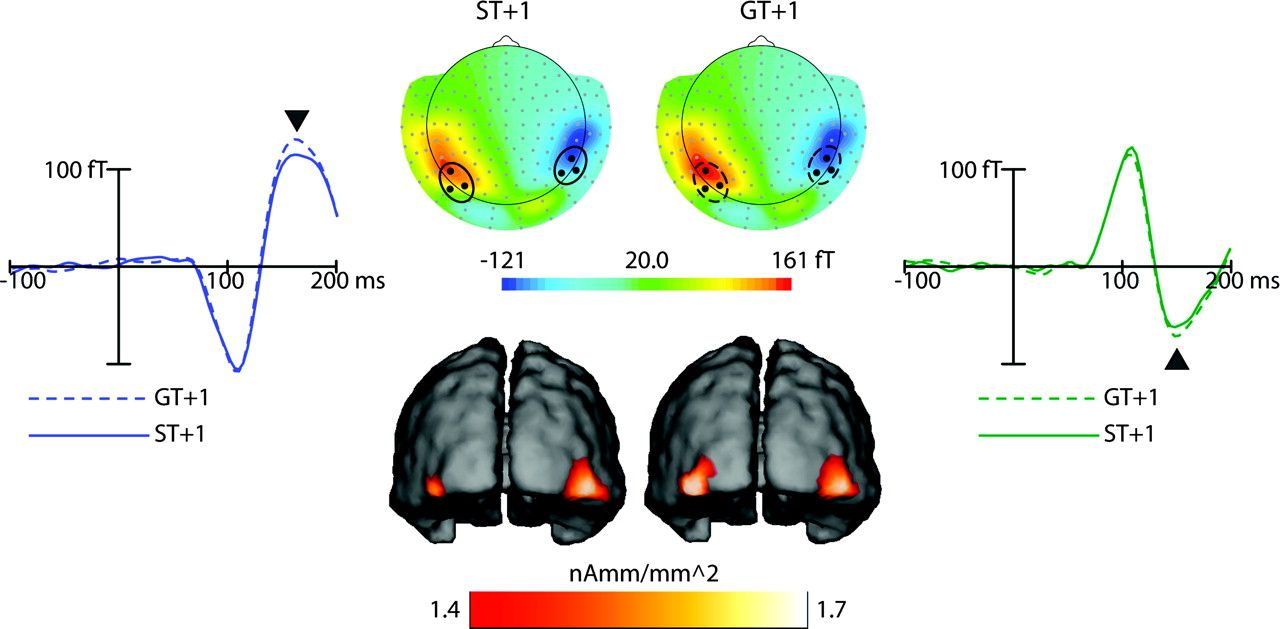 ST+1 GT+1
100 fT 100 fT
-121 20.0 161 fT
-100 100 200 ms -100 100 200 ms
GT+1 GT+1
ST+1 ST+1
nAmm/mm^2
1.4 1.7